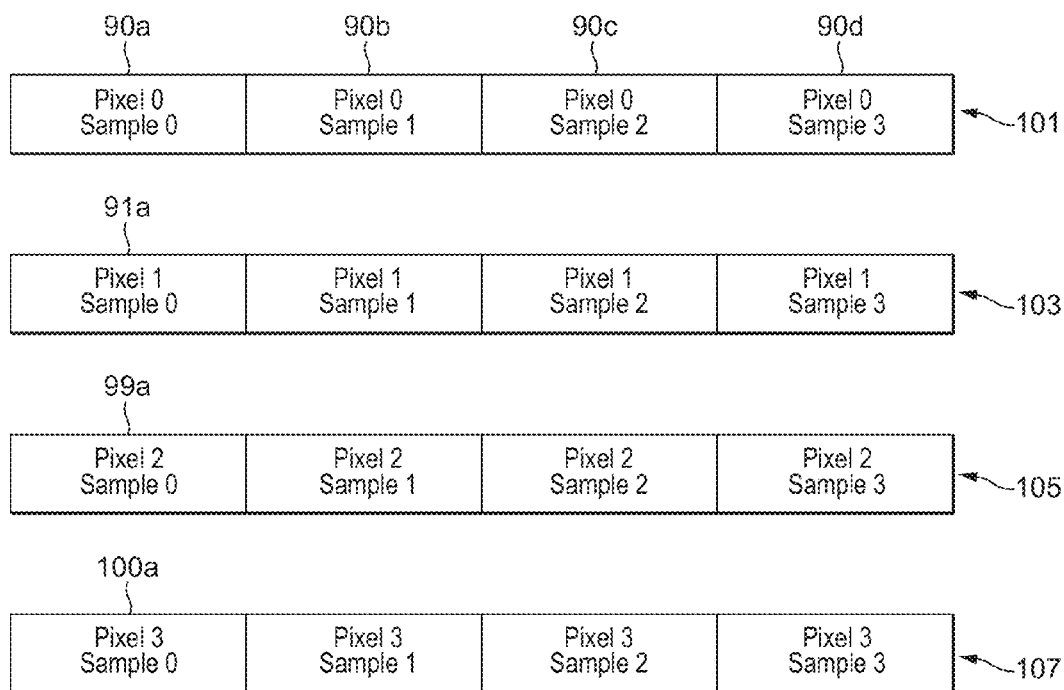 90a 90b 90c 90d
Pixel 0 Pixel 0 Pixel 0 Pixel 0
Sample 0 Sample 1 Sample 2 Sample 3
101
91a
Pixel 1 Pixel 1 Pixel 1 Pixel 1
Sample 0 Sample 1 Sample 2 Sample 3
103
99a
Pixel 2 Pixel 2 Pixel 2 Pixel 2
Sample 0 Sample 1 Sample 2 Sample 3
105
100a
Pixel 3 Pixel 3 Pixel 3 Pixel 3
Sample 0 Sample 1 Sample 2 Sample 3
107